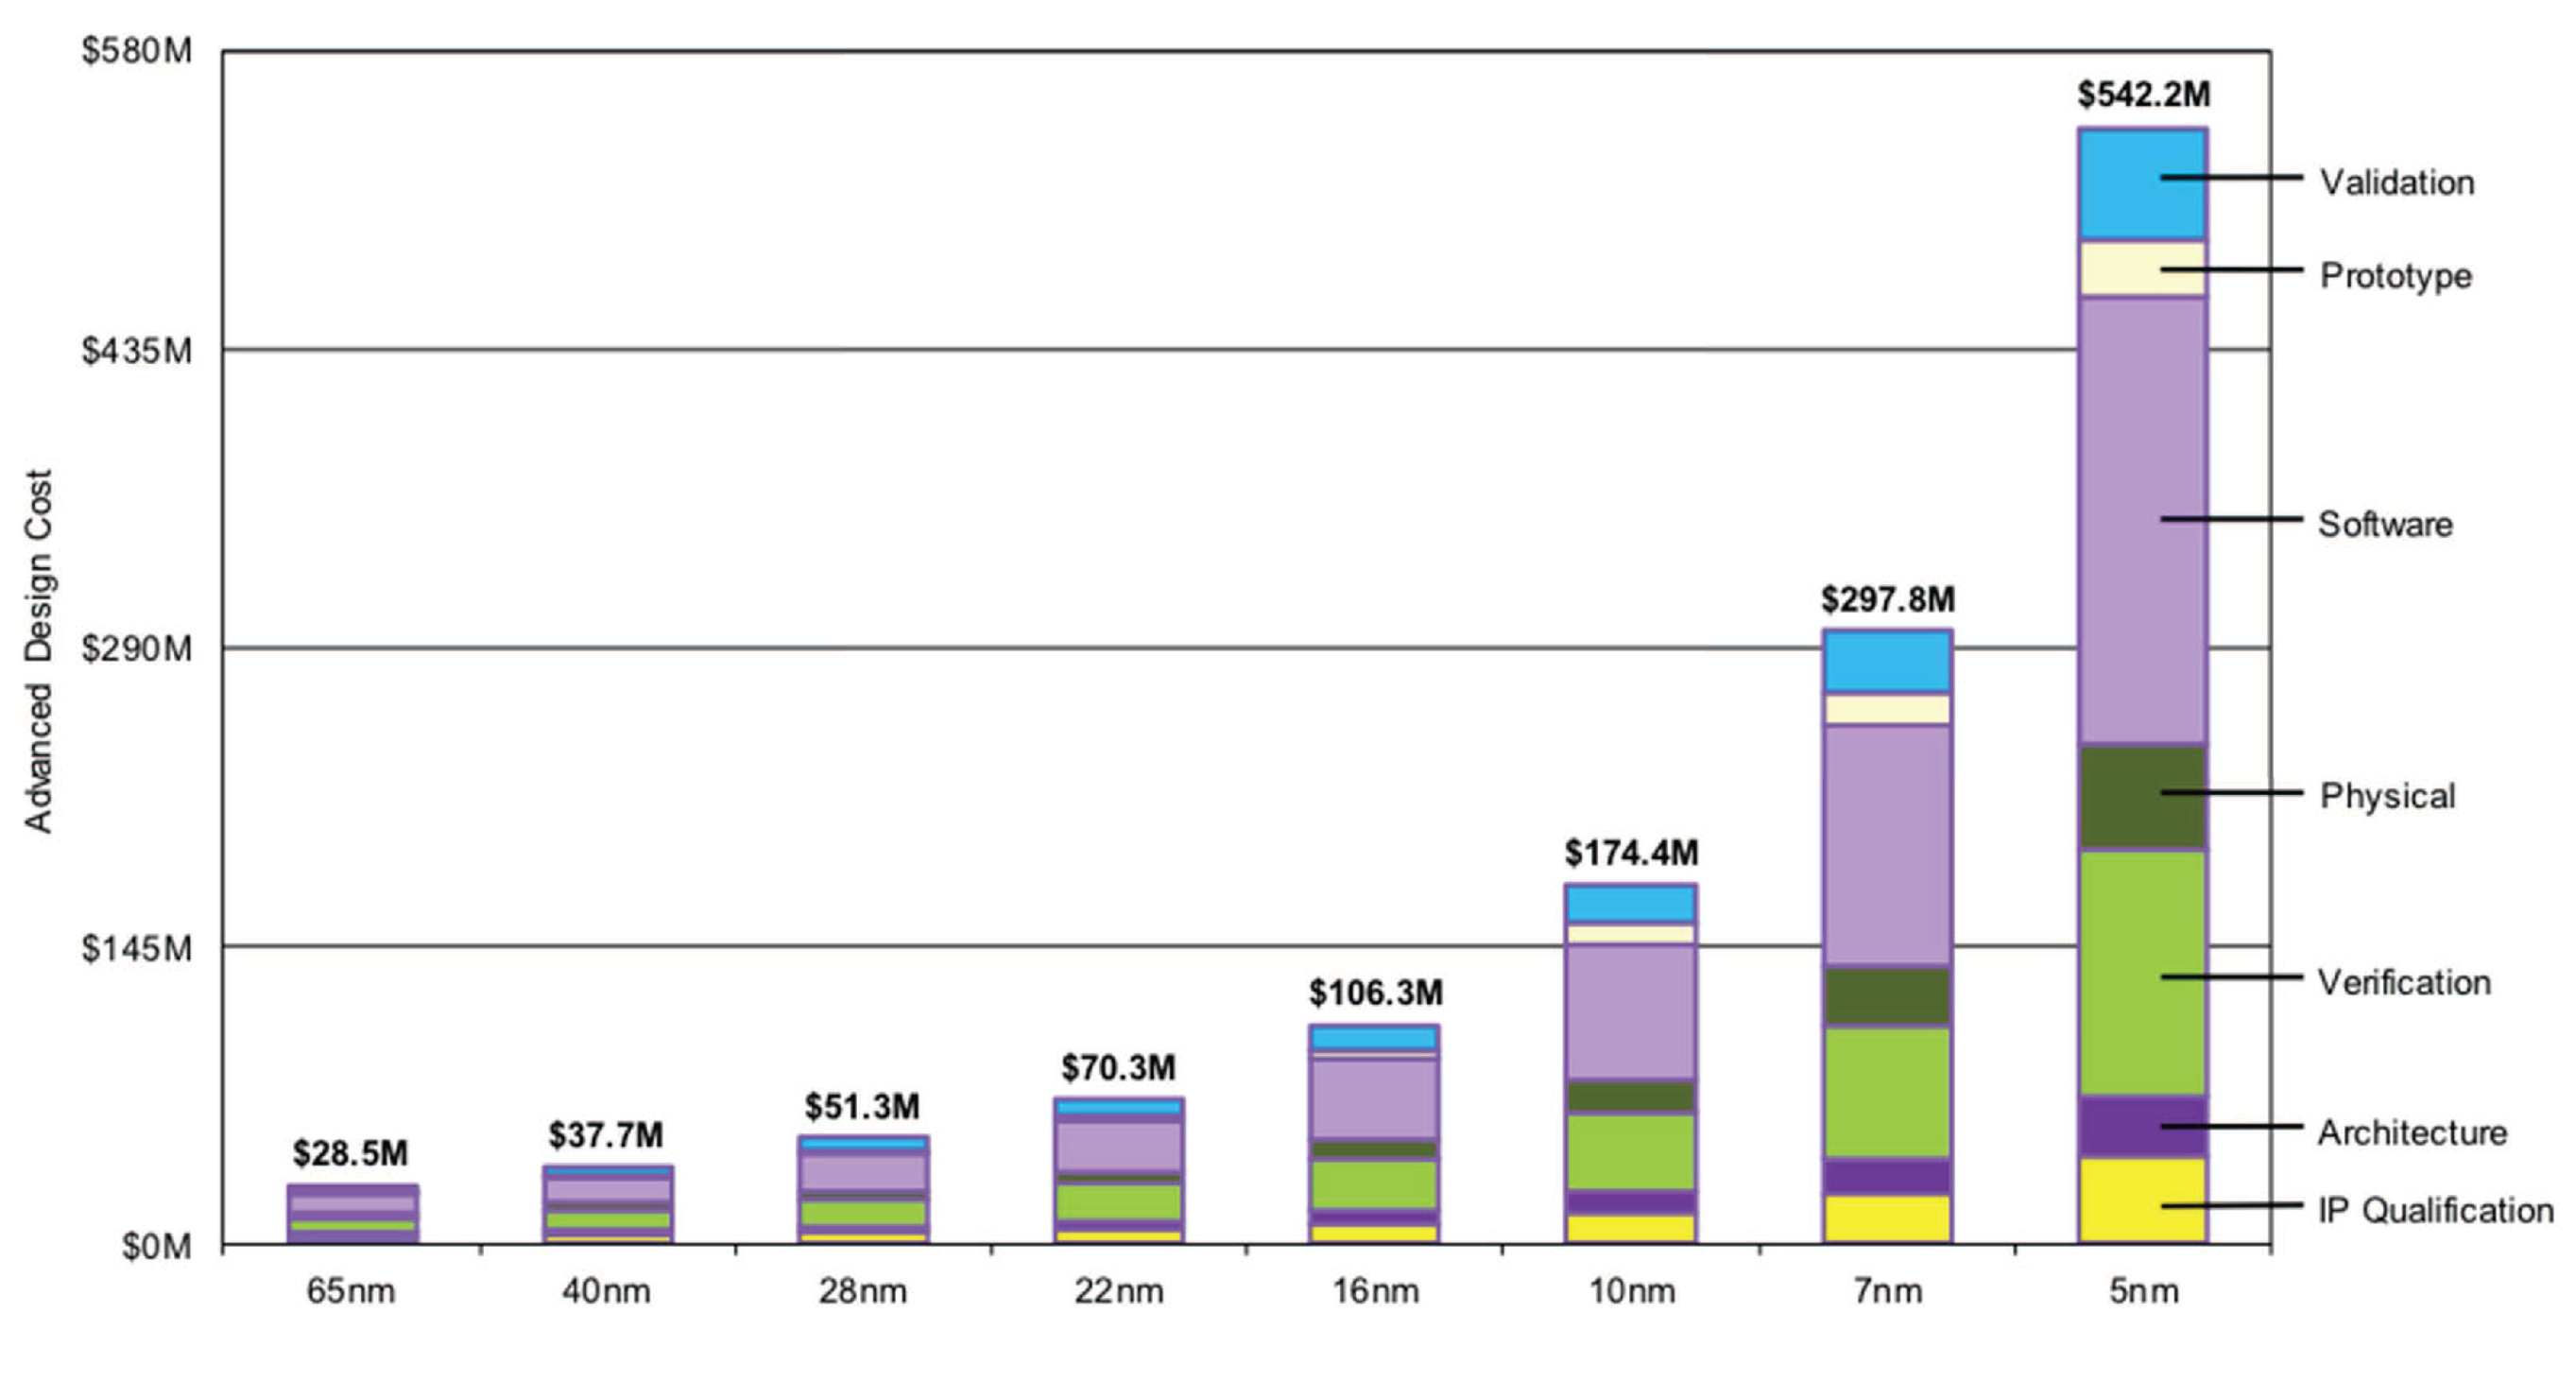 $580M
$542.2M
Validation
Prototype
$435M
Software
Advanced Design Cost
$297.8M
$290M
Physical
$174.4M
$145M
Verification
$106.3M
$70.3M
$51.3M
$37.7M
$28.5M
Architecture
IP Qualification
$0M
65nm 40nm 28nm 22nm 16nm 10nm 7nm 5nm